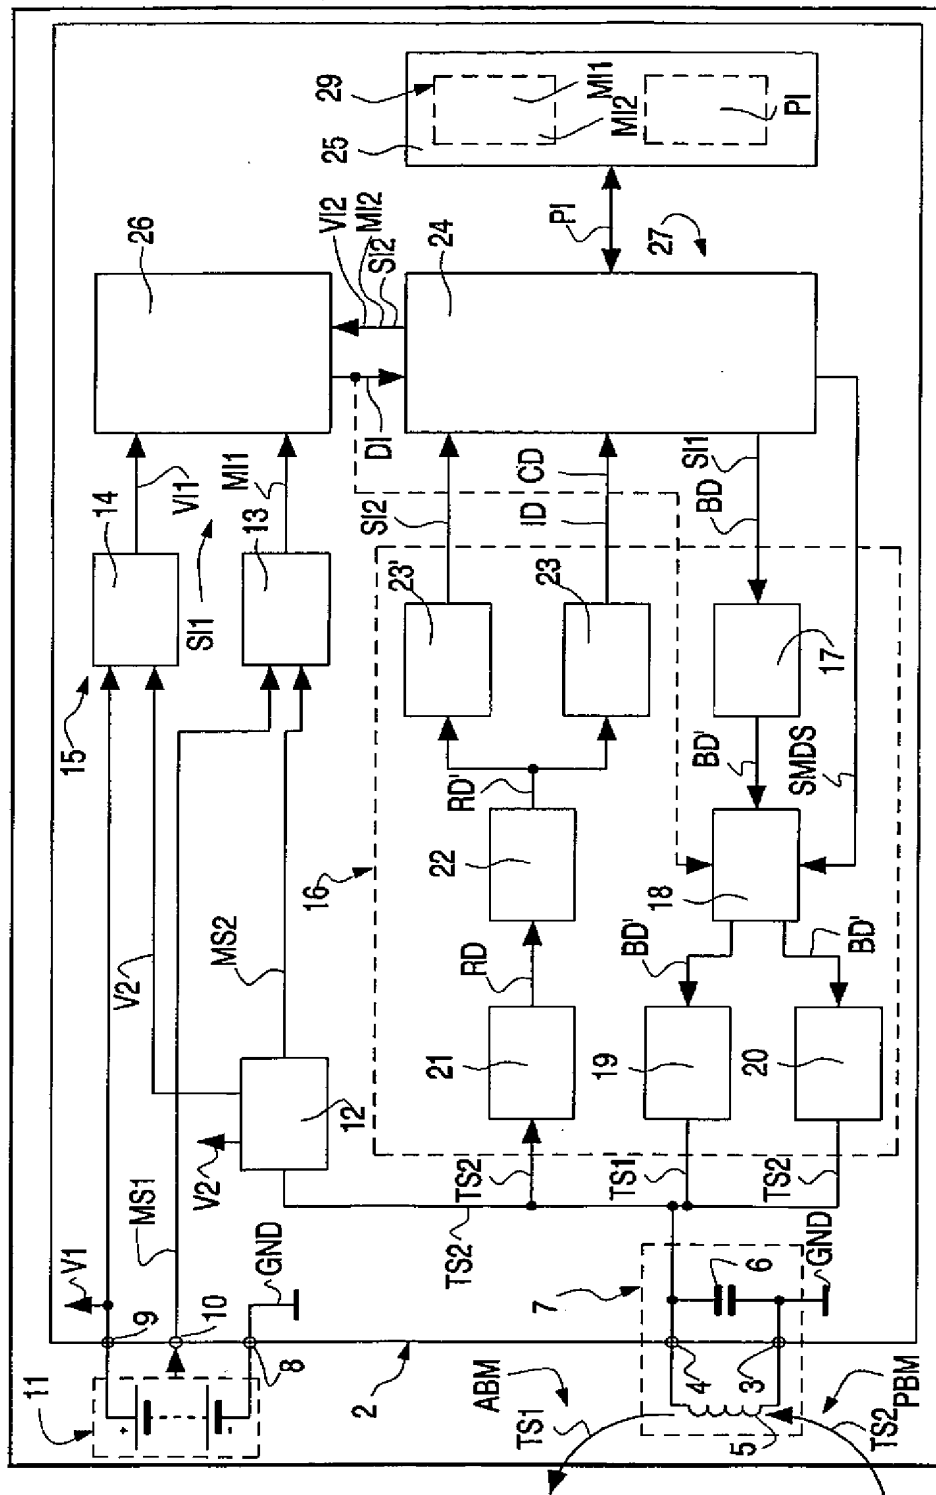 29
MI1
MI2
25
PI
PI
27
VI2
MI2
SI2
24
26
DI
SI2
CD
ID
SI1
BD
VI1
MI1
14
13
SI1
15
23'
23
17
BD'
SMDS
RD'
22
16
18
RD
BD'
BD'
V2
MS2
21
19
20
12
V2
TS2
TS1
TS2
TS2
V1
MS1
GND
9
10
8
11
2
7
6
GND
4
3
5
ABM
TS1
PBM
TS2
+
-